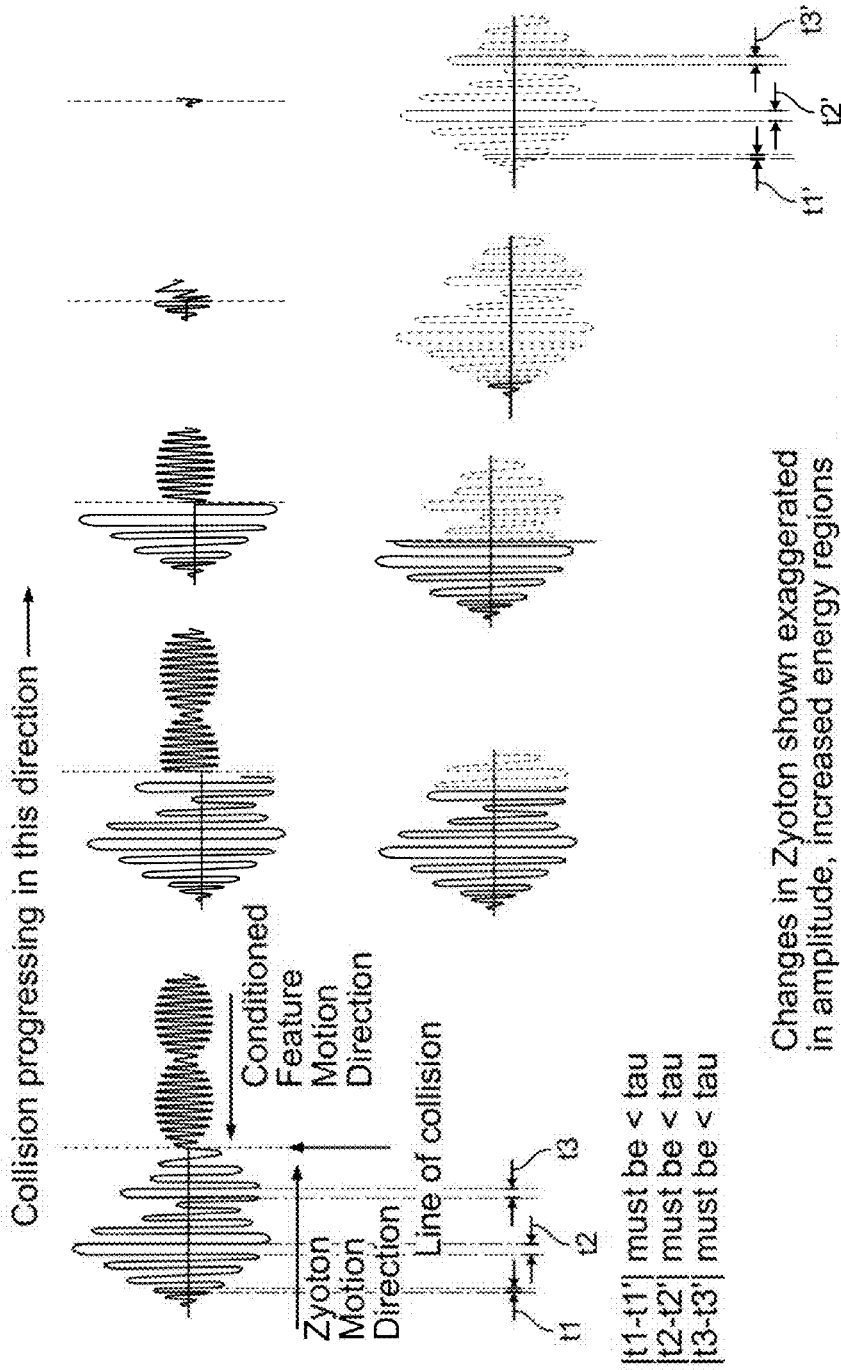 Collision progressing in this direction
Zyoton
Motion
Direction
Conditioned
Feature
Motion
Direction
Line of collision
t1
t2
t3
|t1-t1'| must be < tau
|t2-t2'| must be < tau
|t3-t3'| must be < tau
t1'
t2'
t3'
Changes in Zyoton shown exaggerated
in amplitude, increased energy regions